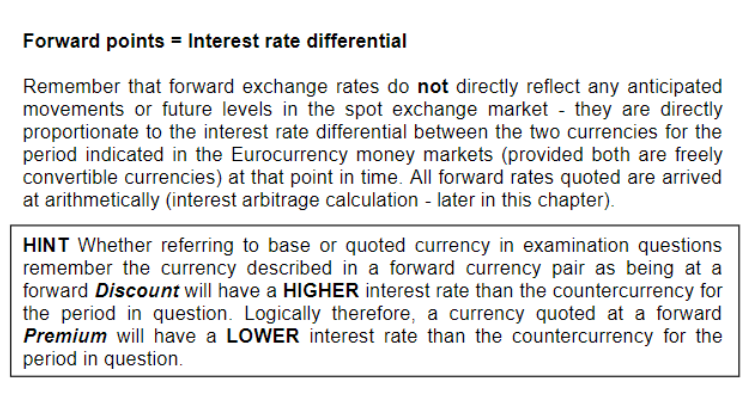 Forward points = Interest rate differential
Remember that forward exchange rates do not directly reflect any anticipated
movements or future levels in the spot exchange market - they are directly
proportionate to the interest rate differential between the two currencies for the
period indicated in the Eurocurrency money markets (provided both are freely
convertible currencies) at that point in time. All forward rates quoted are arrived
at arithmetically (interest arbitrage calculation - later in this chapter).
HINT Whether referring to base or quoted currency in examination questions
remember the currency described in a forward currency pair as being at a
forward Discount will have a HIGHER interest rate than the countercurrency for
the period in question. Logically therefore, a currency quoted at a forward
Premium will have a LOWER interest rate than the countercurrency for the
period in question.